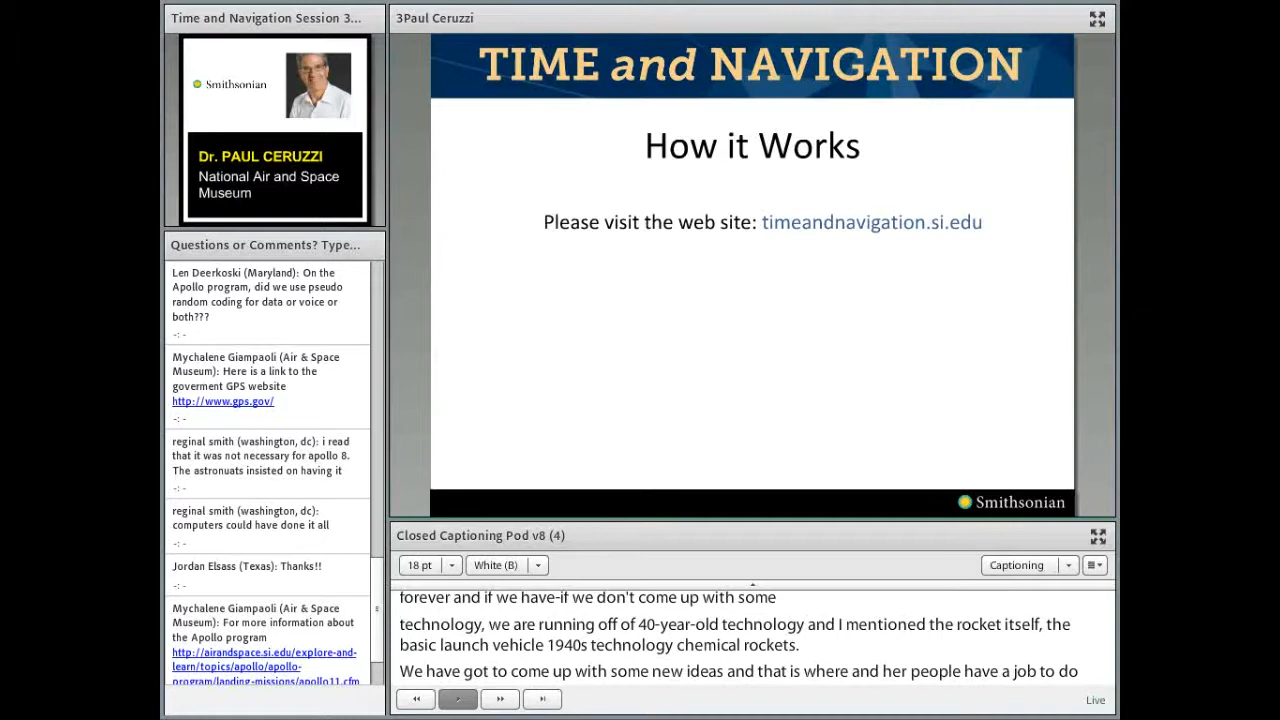 Time and Navigation Session 3...
Smithsonian
Dr. PAUL CERUZZI
National Air and Space
Museum
Questions or Comments? Type...
Len Deerkoski (Maryland): On the
Apollo program, did we use pseudo
random coding for data or voice or
both???
-: -
Mychalene Giampaoli (Air & Space
Museum): Here is a link to the
goverment GPS website
http://www.gps.gov/
-: -
reginal smith (washington, dc): i read
that it was not necessary for apollo 8.
The astronuats insisted on having it
-: -
reginal smith (washington, dc):
computers could have done it all
-: -
Jordan Elsass (Texas): Thanks!!
-: -
Mychalene Giampaoli (Air & Space
Museum): For more information about
the Apollo program
http://airandspace.si.edu/explore-and-
learn/topics/apollo/apollo-
program/landing-missions/apollo11.cfm
3Paul Ceruzzi
TIME and NAVIGATION
How it Works
Please visit the web site: timeandnavigation.si.edu
Smithsonian
Closed Captioning Pod v8 (4)
18 pt
White (B)
Captioning
forever and if we have-if we don't come up with some
technology, we are running off of 40-year-old technology and I mentioned the rocket itself, the
basic launch vehicle 1940s technology chemical rockets.
We have got to come up with some new ideas and that is where and her people have a job to do
Live